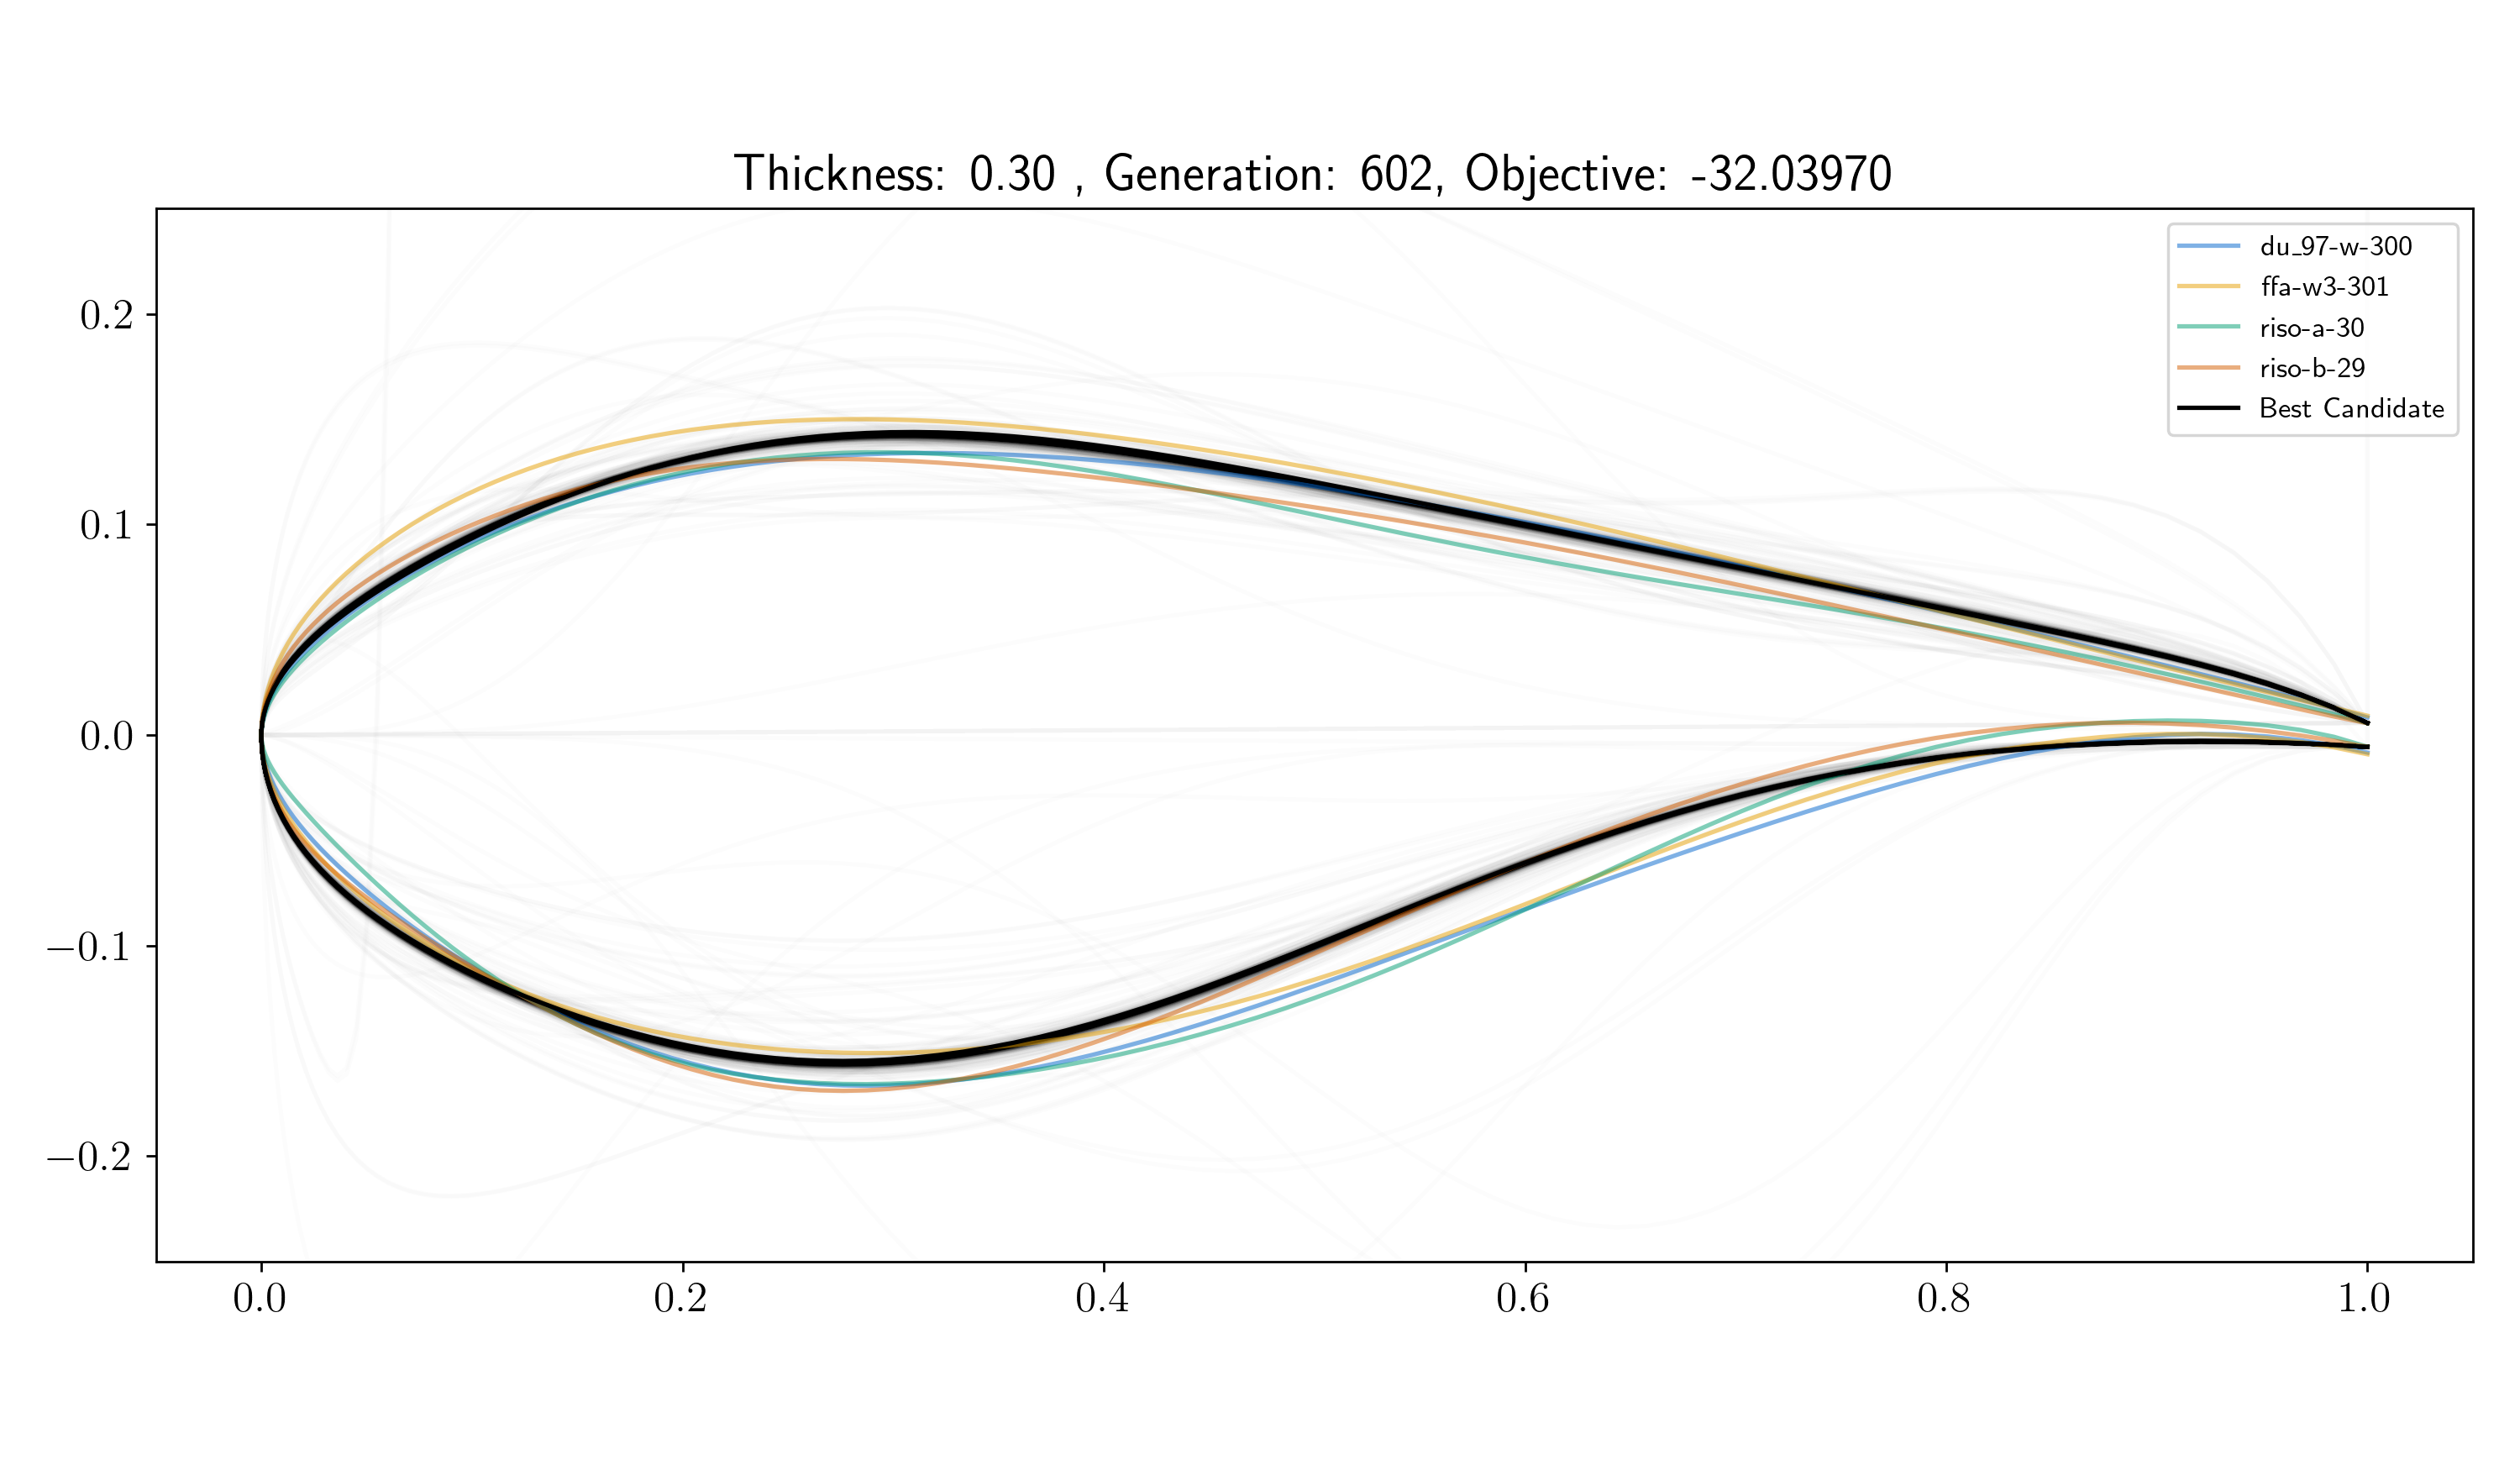 Thickness: 0.30 , Generation: 602, Objective: -32.03970
du_97-w-300
ffa-w3-301
riso-a-30
riso-b-29
Best Candidate
0.2
0.1
0.0
−0.1
−0.2
0.0 0.2 0.4 0.6 0.8 1.0